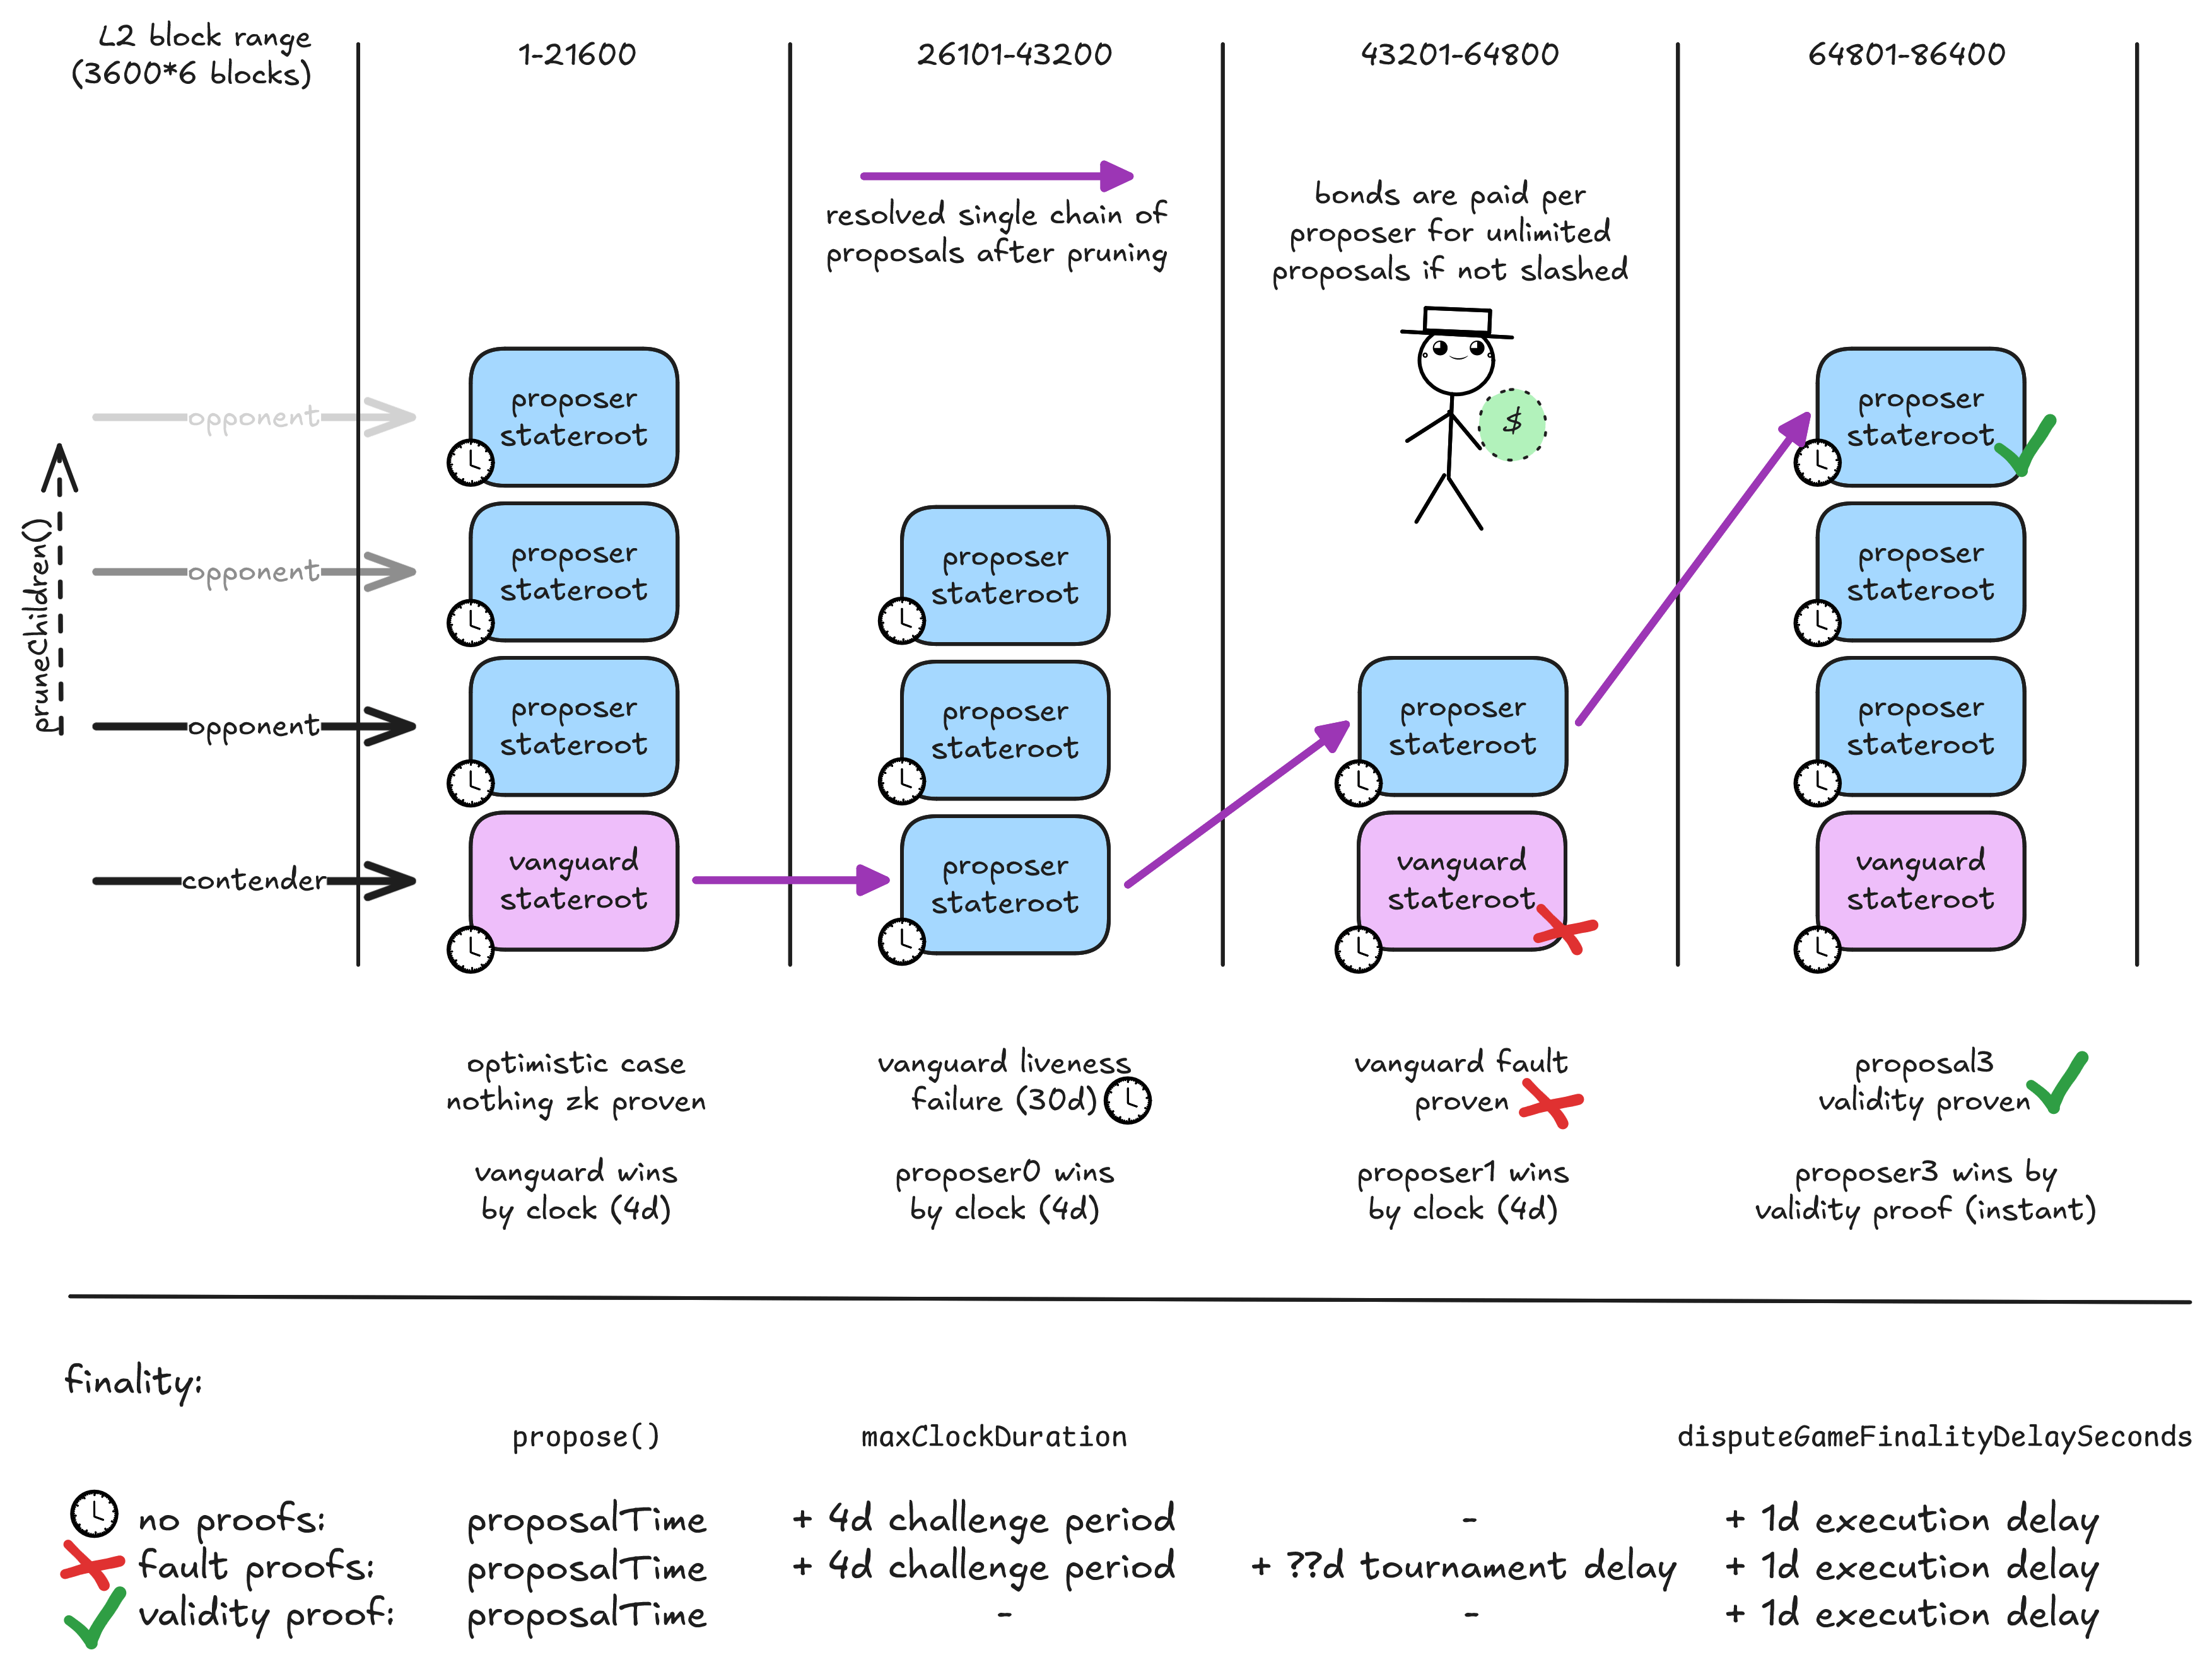 L2 block range
(3600*6 blocks)
1-21600
26101-43200
43201-64800
64801-86400
resolved single chain of
proposals after pruning
bonds are paid per
proposer for unlimited
proposals if not slashed
$
pruneChildren()
opponent
opponent
opponent
contender
proposer
stateroot
proposer
stateroot
proposer
stateroot
vanguard
stateroot
proposer
stateroot
proposer
stateroot
proposer
stateroot
proposer
stateroot
vanguard
stateroot
proposer
stateroot
proposer
stateroot
proposer
stateroot
vanguard
stateroot
optimistic case
nothing zk proven
vanguard wins
by clock (4d)
vanguard liveness
failure (30d)
proposer0 wins
by clock (4d)
vanguard fault
proven
proposer1 wins
by clock (4d)
proposal3
validity proven
proposer3 wins by
validity proof (instant)
finality:
propose() maxClockDuration disputeGameFinalityDelaySeconds
no proofs: proposalTime + 4d challenge period - + 1d execution delay
fault proofs: proposalTime + 4d challenge period + ??d tournament delay + 1d execution delay
validity proof: proposalTime - - + 1d execution delay